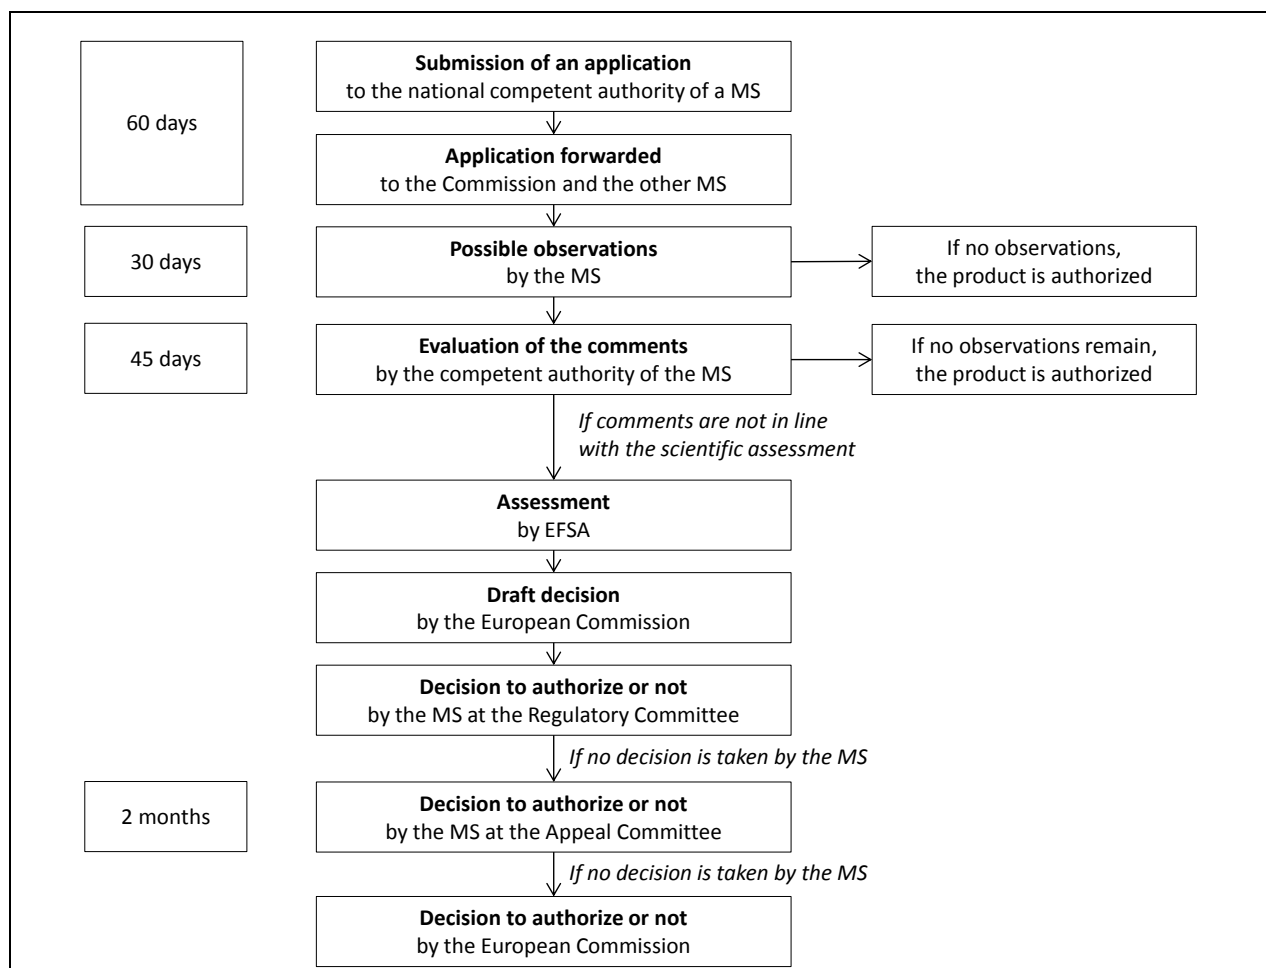 60 days
Submission of an application
to the national competent authority of a MS
Application forwarded
to the Commission and the other MS
30 days
Possible observations
by the MS
If no observations,
the product is authorized
45 days
Evaluation of the comments
by the competent authority of the MS
If no observations remain,
the product is authorized
If comments are not in line
with the scientific assessment
Assessment
by EFSA
Draft decision
by the European Commission
Decision to authorize or not
by the MS at the Regulatory Committee
If no decision is taken by the MS
2 months
Decision to authorize or not
by the MS at the Appeal Committee
If no decision is taken by the MS
Decision to authorize or not
by the European Commission